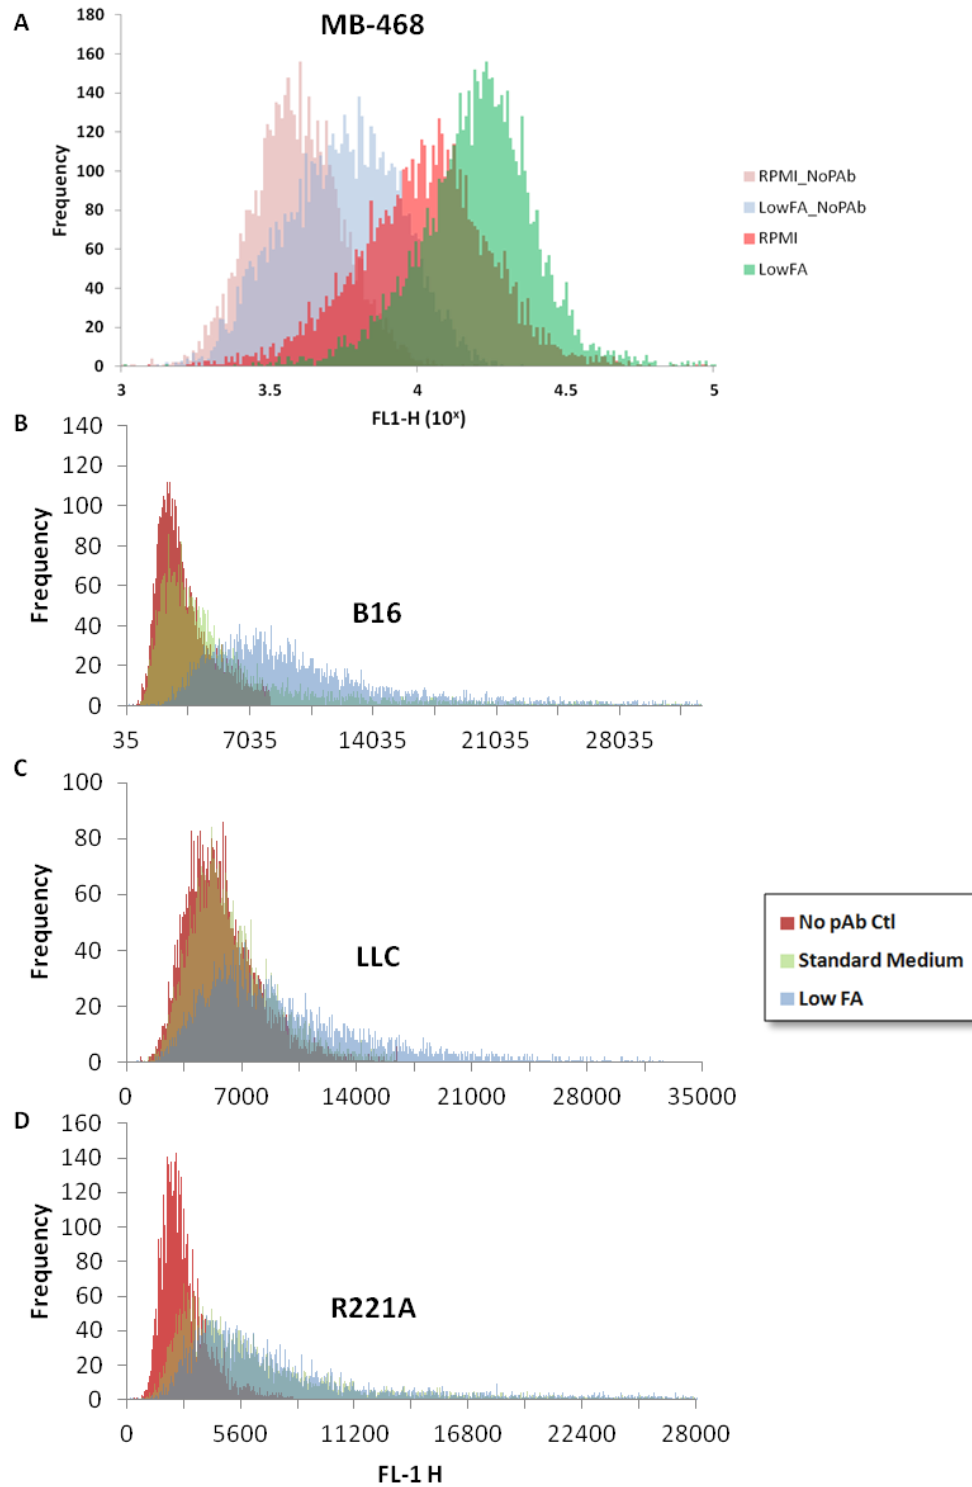 A
MB-468
180
160
140
120
100
80
60
40
20
0
Frequency
3
3.5
4
4.5
5
FL1-H (10ˣ)
RPMI_NoPAb
LowFA_NoPAb
RPMI
LowFA
B
140
120
100
80
60
40
20
0
Frequency
B16
35
7035
14035
21035
28035
C
100
80
60
40
20
0
Frequency
LLC
0
7000
14000
21000
28000
35000
No pAb Ctl
Standard Medium
Low FA
D
160
140
120
100
80
60
40
20
0
Frequency
R221A
0
5600
11200
16800
22400
28000
FL-1 H